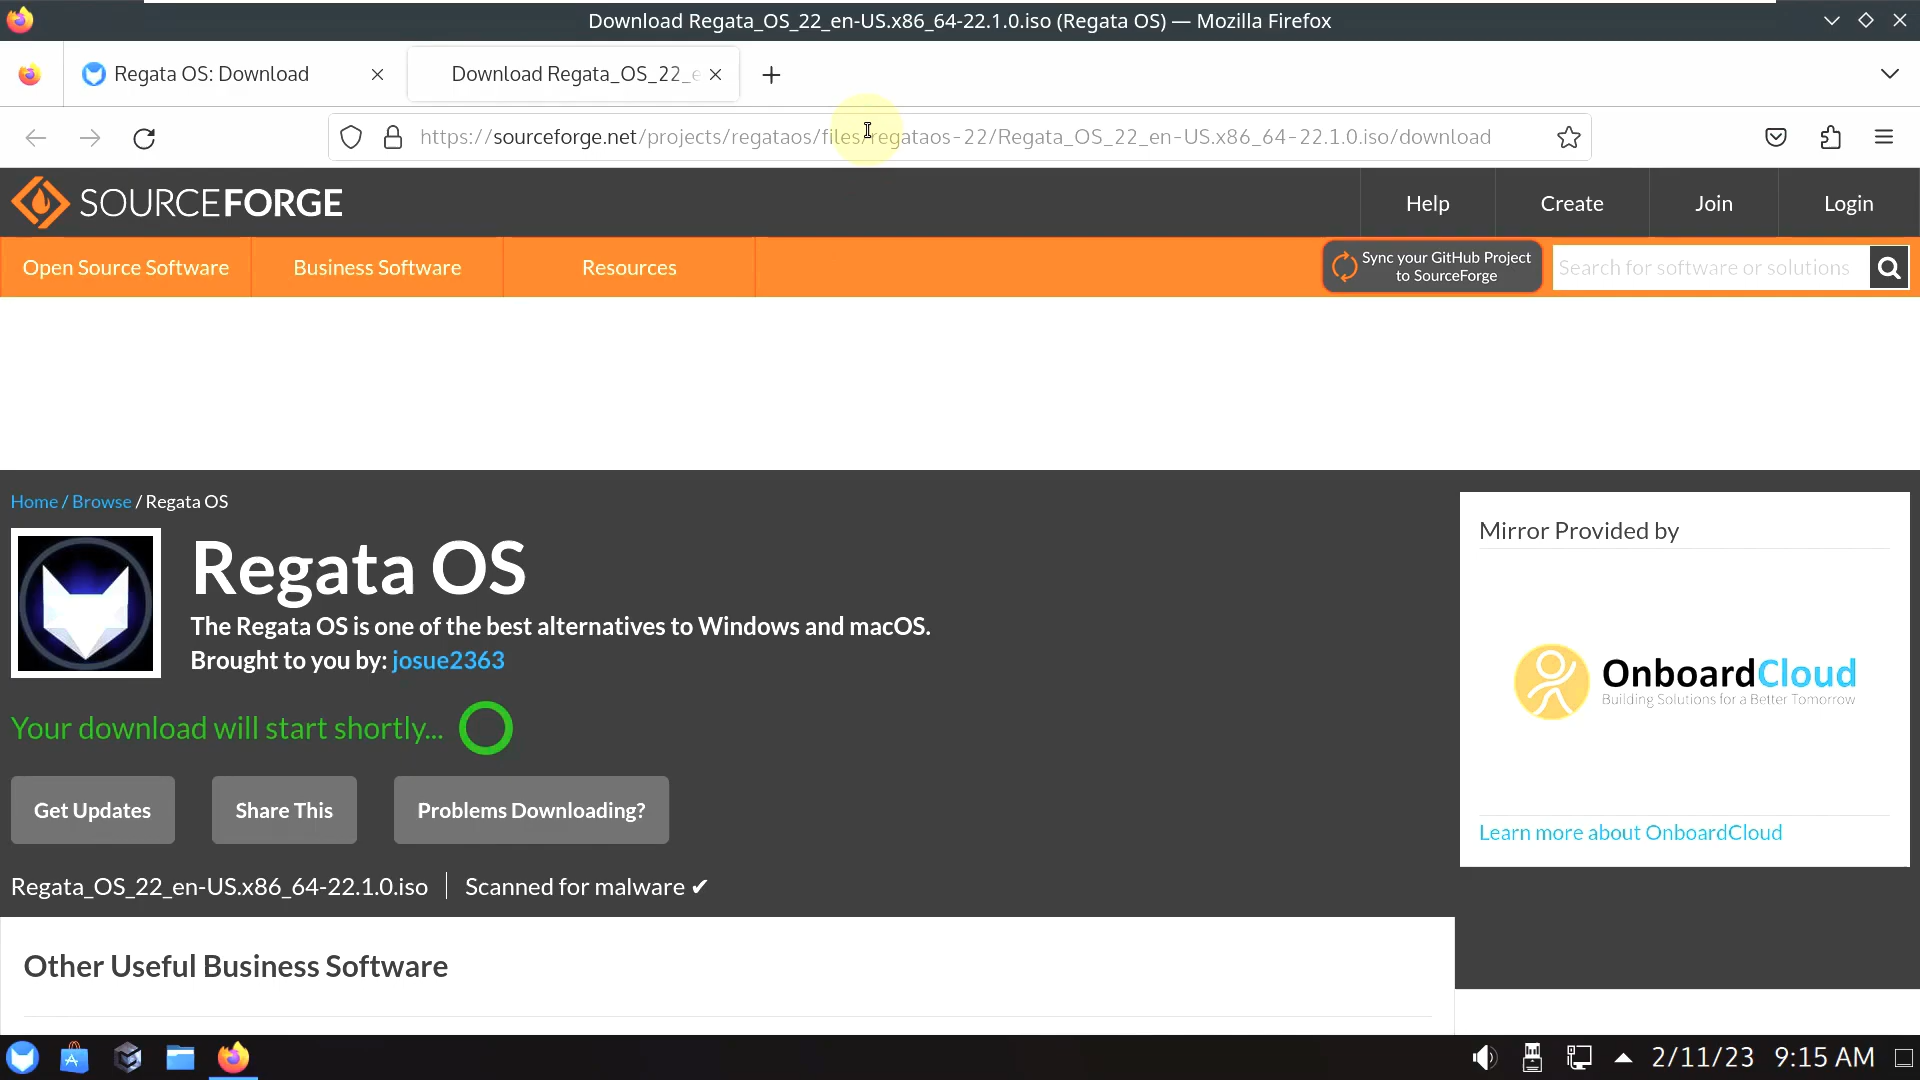 Download Regata_OS_22_en-US.x86_64-22.1.0.iso (Regata OS) — Mozilla Firefox
Regata OS: Download
Download Regata_OS_22_e
https://sourceforge.net/projects/regataos/files/regataos-22/Regata_OS_22_en-US.x86_64-22.1.0.iso/download
SOURCEFORGE
Help
Create
Join
Login
Open Source Software
Business Software
Resources
Sync your GitHub Project
to SourceForge
Search for software or solutions
Home / Browse / Regata OS
Regata OS
The Regata OS is one of the best alternatives to Windows and macOS.
Brought to you by: josue2363
Your download will start shortly...
Get Updates
Share This
Problems Downloading?
Regata_OS_22_en-US.x86_64-22.1.0.iso
Scanned for malware ✔
Mirror Provided by
OnboardCloud
Building Solutions for a Better Tomorrow
Learn more about OnboardCloud
Other Useful Business Software
2/11/23
9:15 AM